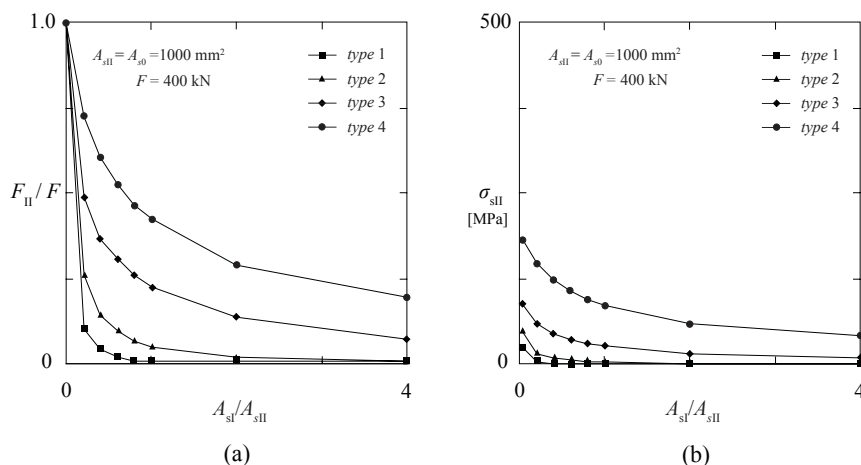 1.0
A_sII = A_s0 =1000 mm²
F = 400 kN
type 1
type 2
type 3
type 4
F_II / F
0
0
4
A_sI/A_sII
(a)
500
A_sII = A_s0 =1000 mm²
F = 400 kN
type 1
type 2
type 3
type 4
σ_sII
[MPa]
0
0
4
A_sI/A_sII
(b)